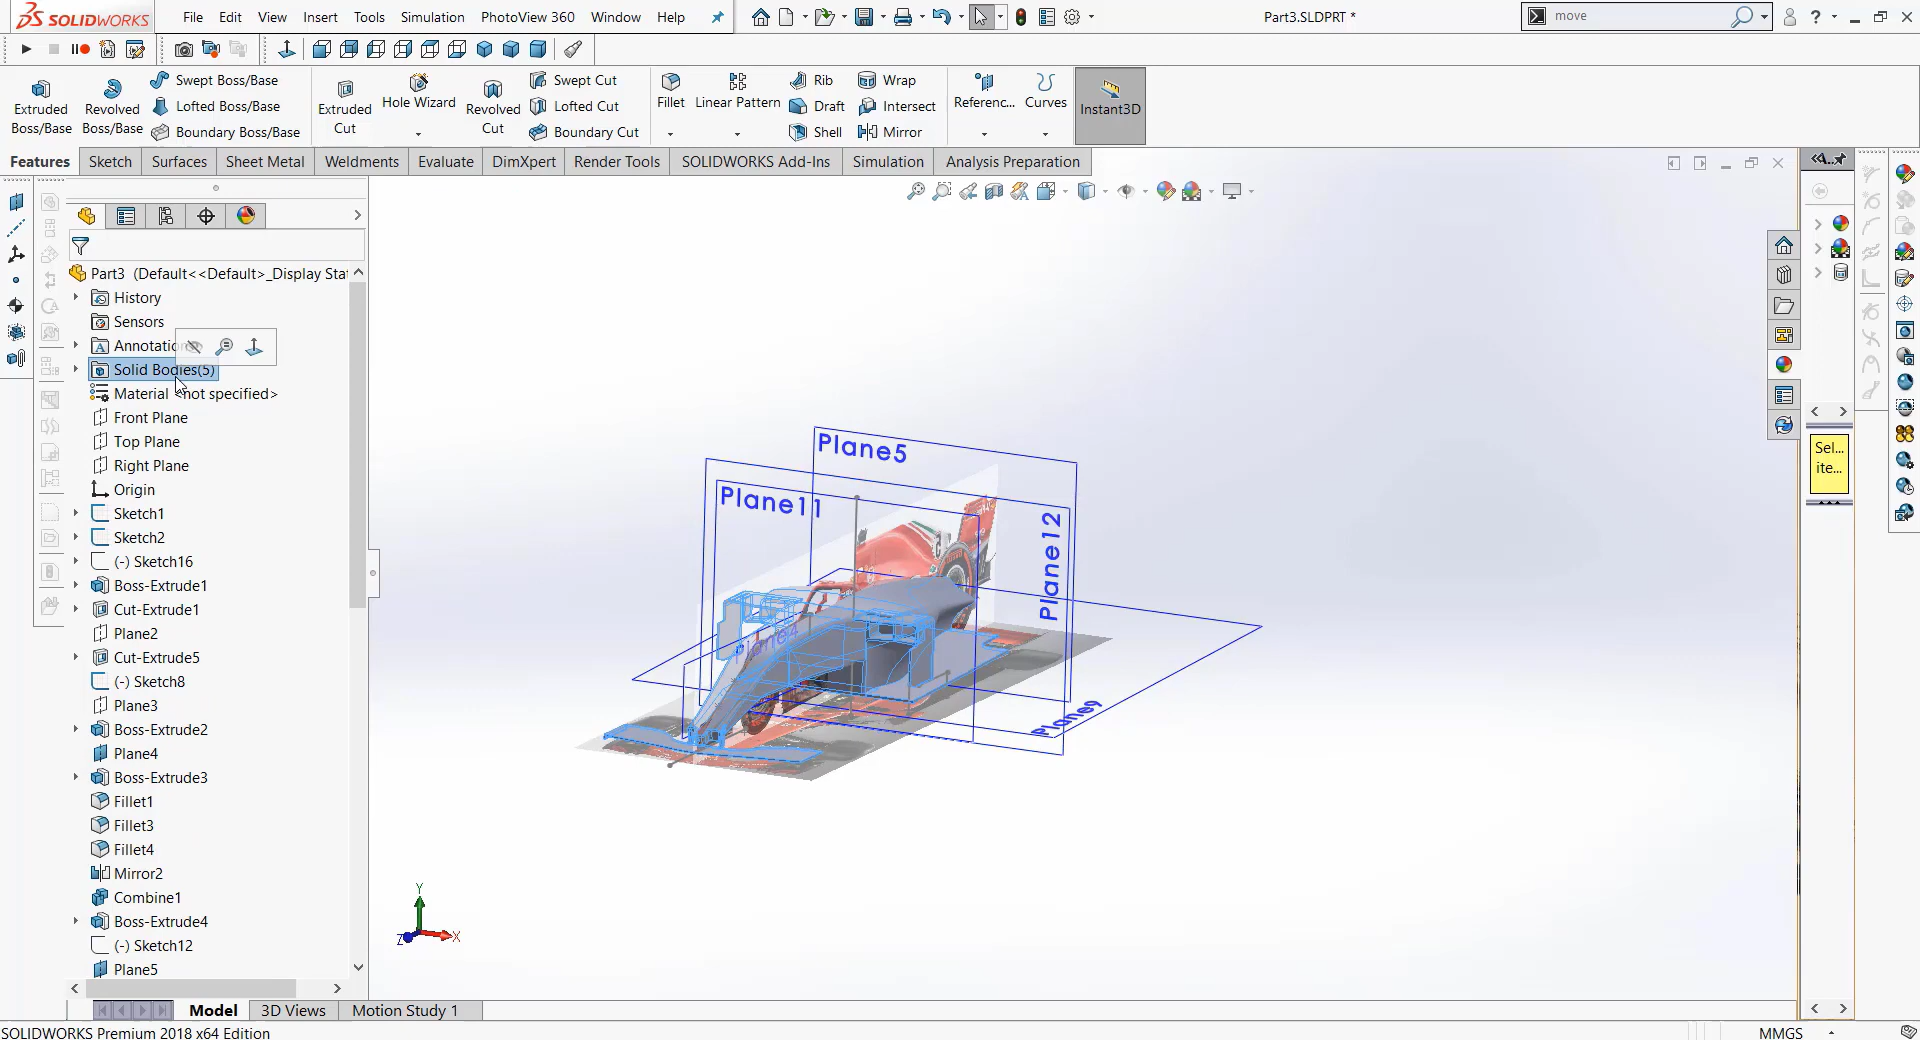 SOLIDWORKS
File Edit View Insert Tools Simulation PhotoView 360 Window Help
Part3.SLDPRT *
move
Extruded Boss/Base
Revolved Boss/Base
Swept Boss/Base
Lofted Boss/Base
Boundary Boss/Base
Extruded Cut
Hole Wizard
Revolved Cut
Swept Cut
Lofted Cut
Boundary Cut
Fillet
Linear Pattern
Rib
Draft
Shell
Wrap
Intersect
Mirror
Referenc...
Curves
Instant3D
Features Sketch Surfaces Sheet Metal Weldments Evaluate DimXpert Render Tools SOLIDWORKS Add-Ins Simulation Analysis Preparation
Part3 (Default<<Default>_Display Sta
History
Sensors
Annotatio
Solid Bodies(5)
Material <not specified>
Front Plane
Top Plane
Right Plane
Origin
Sketch1
Sketch2
(-) Sketch16
Boss-Extrude1
Cut-Extrude1
Plane2
Cut-Extrude5
(-) Sketch8
Plane3
Boss-Extrude2
Plane4
Boss-Extrude3
Fillet1
Fillet3
Fillet4
Mirror2
Combine1
Boss-Extrude4
(-) Sketch12
Plane5
Plane5
Plane11
Plane12
Plane4
Plane9
Y
Z
X
Sel...
ite...
Model 3D Views Motion Study 1
SOLIDWORKS Premium 2018 x64 Edition
MMGS